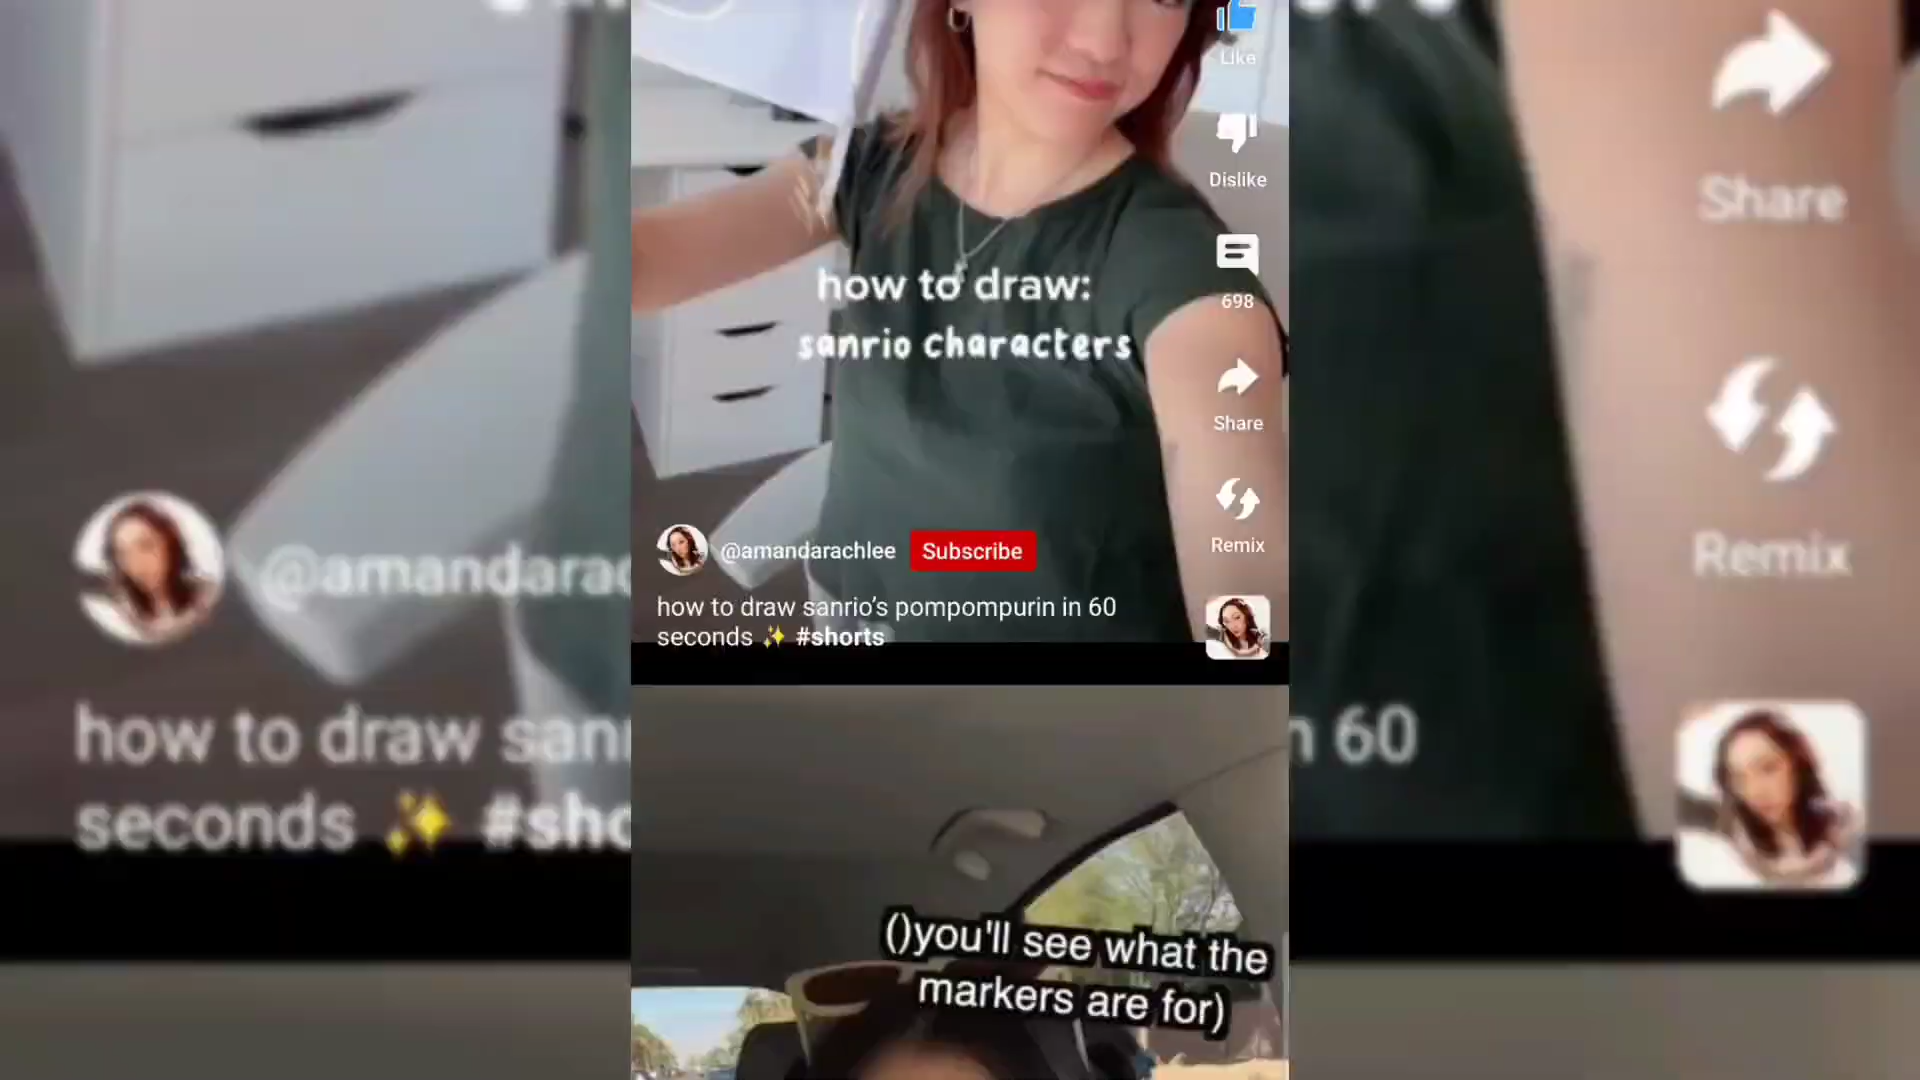 Like
Dislike
how to draw:
698
sanrio characters
Share
Share
Remix
Remix
@amandarachlee
Subscribe
@amandarac
how to draw sanrio’s pompompurin in 60
seconds ✨ #shorts
how to draw sanr
n 60
seconds ✨ #sho
()you'll see what the
markers are for)